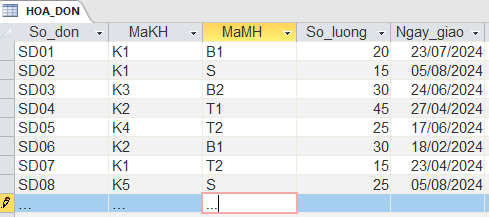 HOA_DON
So_don MaKH MaMH So_luong Ngay_giao
SD01 K1 B1 20 23/07/2024
SD02 K1 S 15 05/08/2024
SD03 K3 B2 30 24/06/2024
SD04 K2 T1 45 27/04/2024
SD05 K4 T2 25 17/06/2024
SD06 K2 B1 30 18/02/2024
SD07 K1 T2 15 23/04/2024
SD08 K5 S 25 05/08/2024
... ... ...